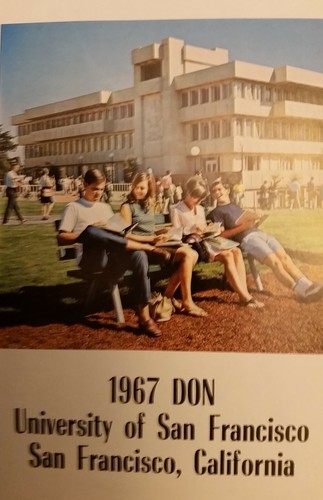 1967 DON
University of San Francisco
San Francisco, California